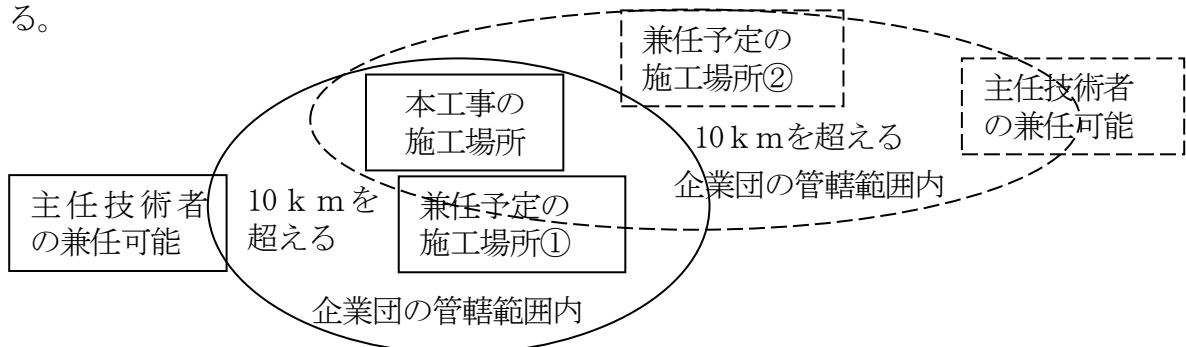 る。
兼任予定の
施工場所②
主任技術者
の兼任可能
本工事の
施工場所
10ｋｍを超える
企業団の管轄範囲内
主任技術者
の兼任可能
10ｋｍを
超える
兼任予定の
施工場所①
企業団の管轄範囲内